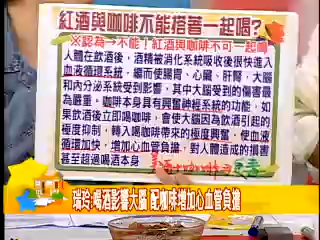 紅酒與咖啡不能搭著一起喝?
※認為→不能!紅酒與咖啡不可一起喝
人體在飲酒後,酒精被消化系統吸收後很快進入
血液循環系統,繼而使腸胃、心臟、肝腎、大腦
和內分泌系統受到影響,其中大腦受到的傷害最
為嚴重。咖啡本身具有興奮神經系統的功能,如
果飲酒後立即喝咖啡,會使大腦因為飲酒引起的
極度抑制,轉入喝咖啡帶來的極度興奮,使血液
循環加快,增加心血管負擔,對人體造成的損害
甚至超過喝酒本身
瑞玲:喝酒影響大腦 配咖啡增加心血管負擔